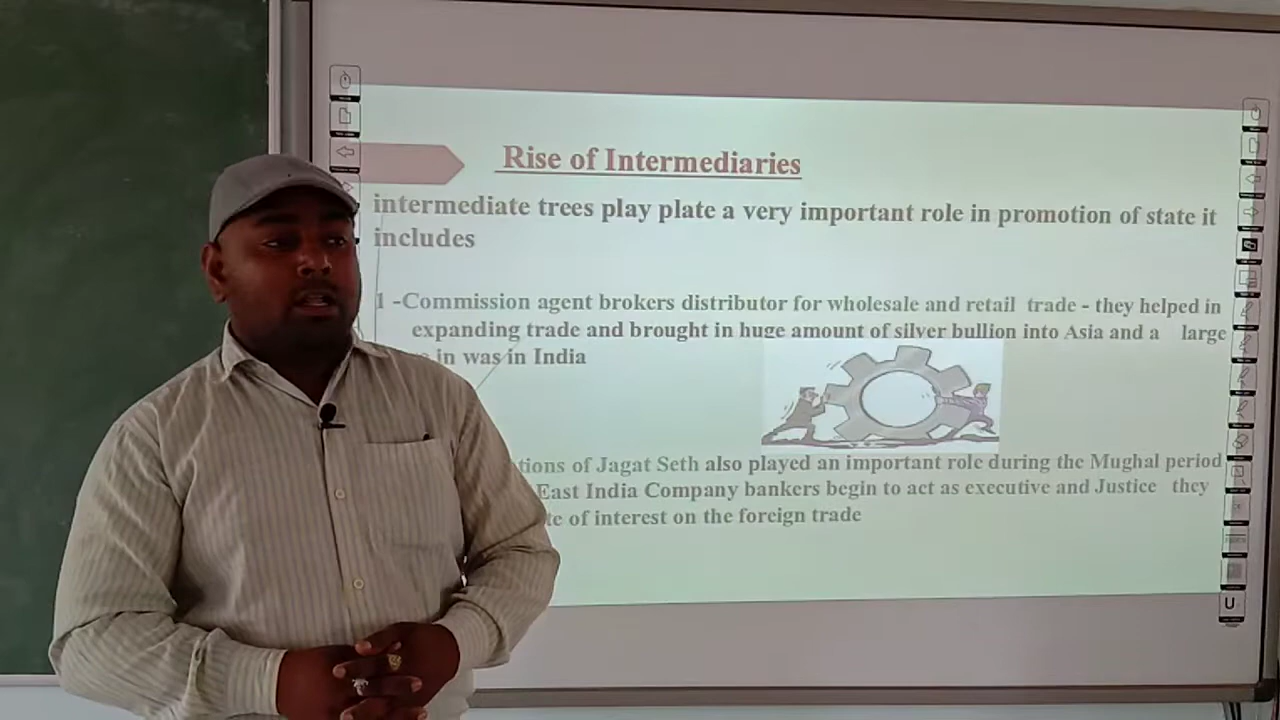 Rise of Intermediaries
intermediate trees play plate a very important role in promotion of state it
includes
1 -Commission agent brokers distributor for wholesale and retail trade - they helped in
expanding trade and brought in huge amount of silver bullion into Asia and a large
in was in India
tions of Jagat Seth also played an important role during the Mughal period
East India Company bankers begin to act as executive and Justice they
of interest on the foreign trade
U